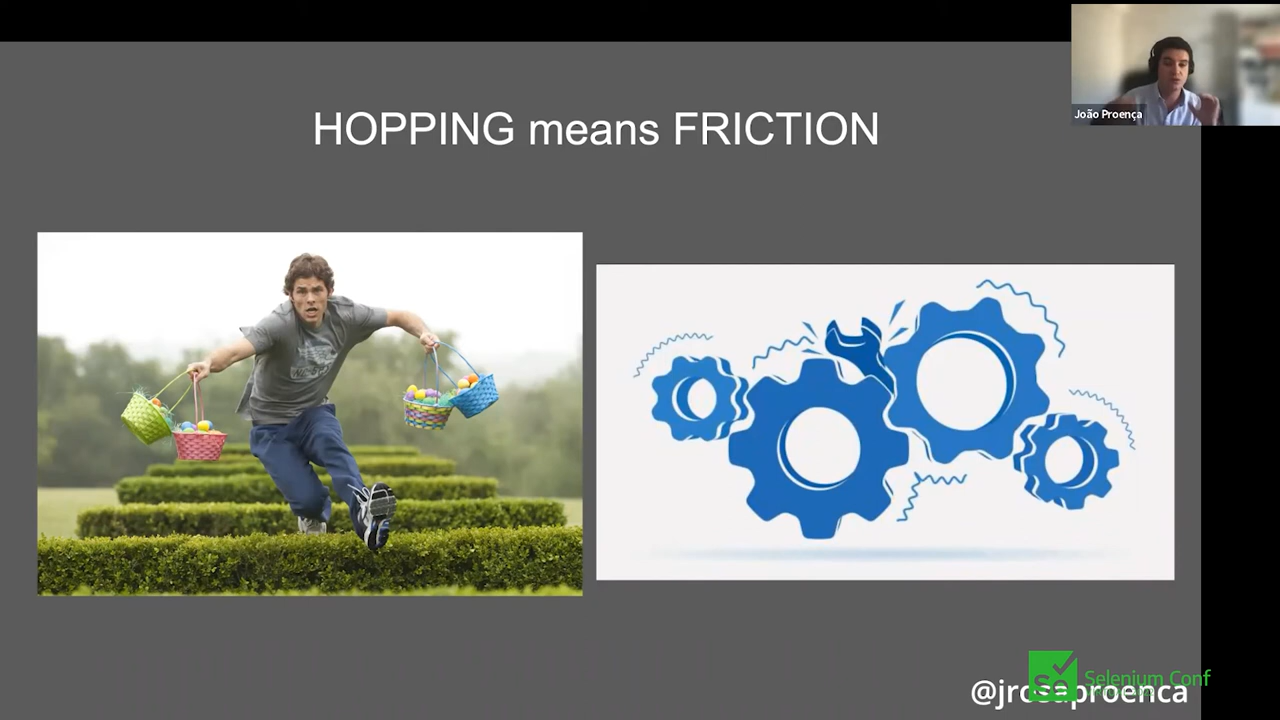 HOPPING means FRICTION
João Proença
Selenium Conf
@jrosaproenca